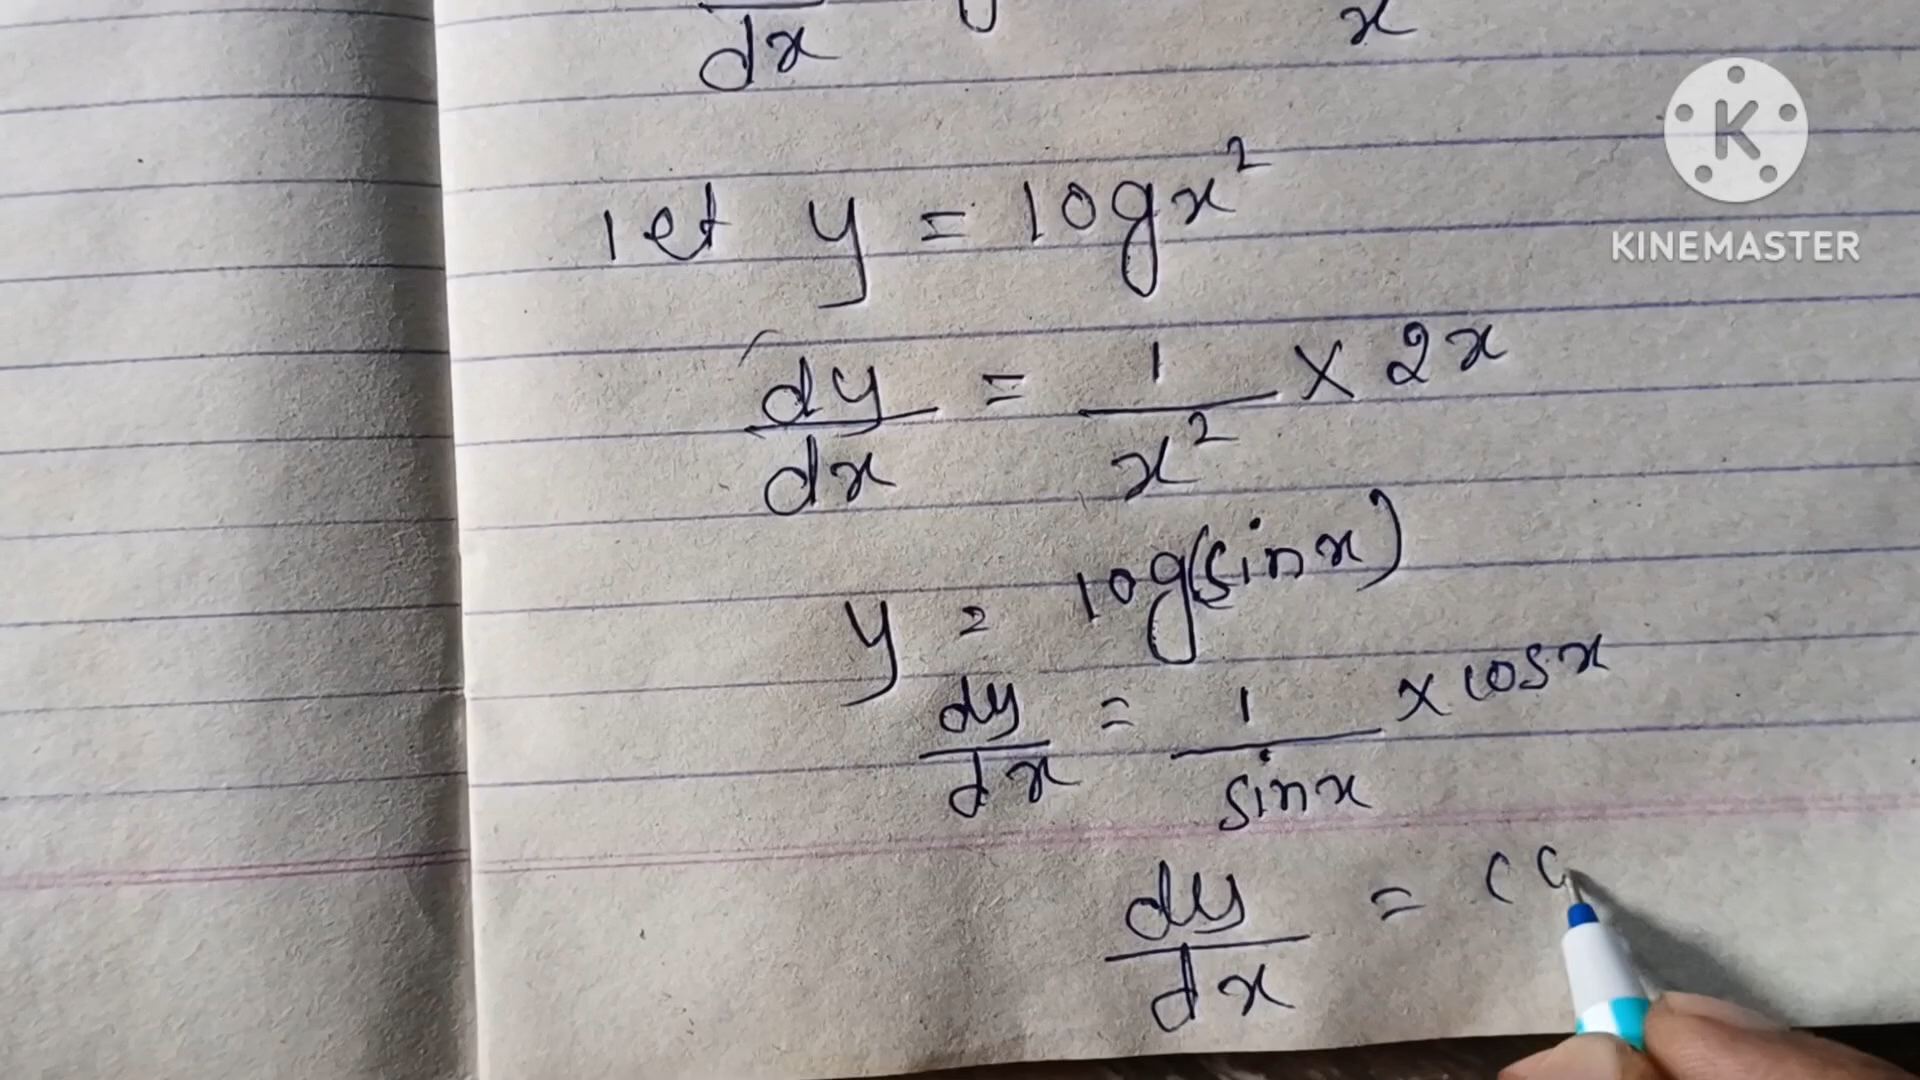 dx x
let y = log x²
dy/dx = 1/x² × 2x
y = log(sin x)
dy/dx = 1/sin x × cos x
dy/dx =
KINEMASTER